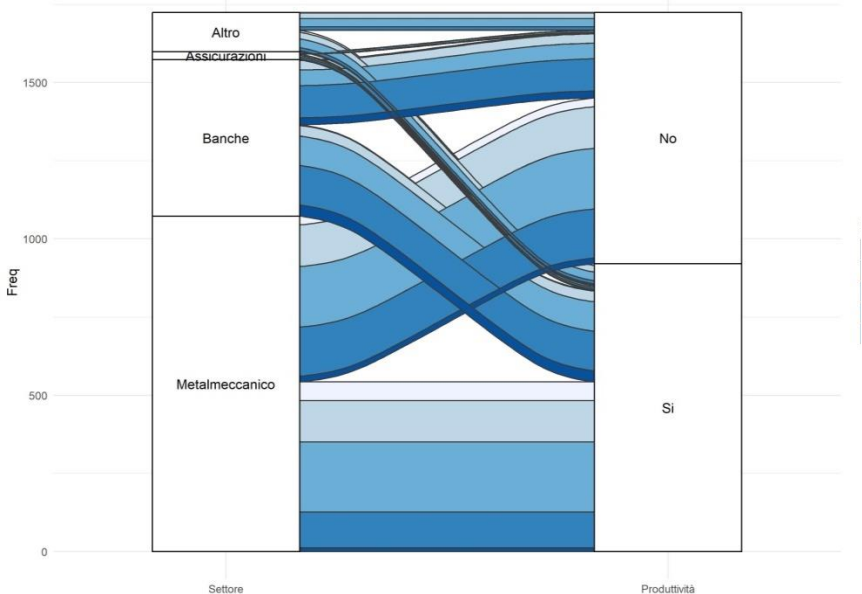 Altro
Assicurazioni
1500
Banche
No
1000
Freq
Metalmeccanico
500
Si
0
Settore
Produttività